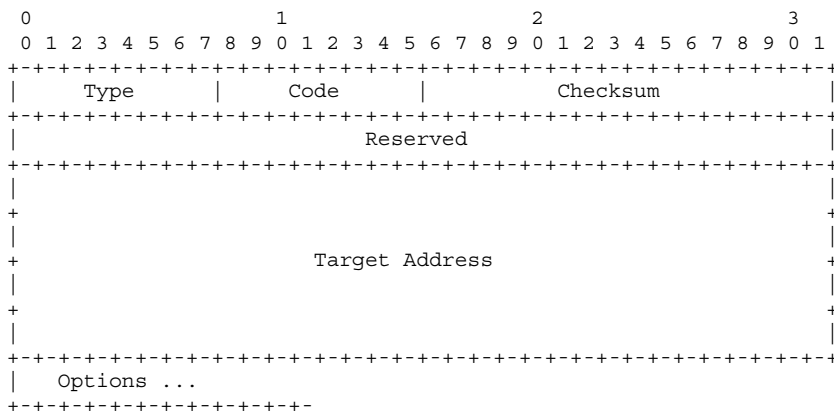 0                   1                   2                   3
0 1 2 3 4 5 6 7 8 9 0 1 2 3 4 5 6 7 8 9 0 1 2 3 4 5 6 7 8 9 0 1
+-+-+-+-+-+-+-+-+-+-+-+-+-+-+-+-+-+-+-+-+-+-+-+-+-+-+-+-+-+-+-+-+
|     Type      |     Code      |          Checksum             |
+-+-+-+-+-+-+-+-+-+-+-+-+-+-+-+-+-+-+-+-+-+-+-+-+-+-+-+-+-+-+-+-+
|                           Reserved                            |
+-+-+-+-+-+-+-+-+-+-+-+-+-+-+-+-+-+-+-+-+-+-+-+-+-+-+-+-+-+-+-+-+
|                                                               |
+                                                               +
|                                                               |
+                       Target Address                          +
|                                                               |
+                                                               +
|                                                               |
+-+-+-+-+-+-+-+-+-+-+-+-+-+-+-+-+-+-+-+-+-+-+-+-+-+-+-+-+-+-+-+-+
|   Options ...
+-+-+-+-+-+-+-+-+-+-+-+-